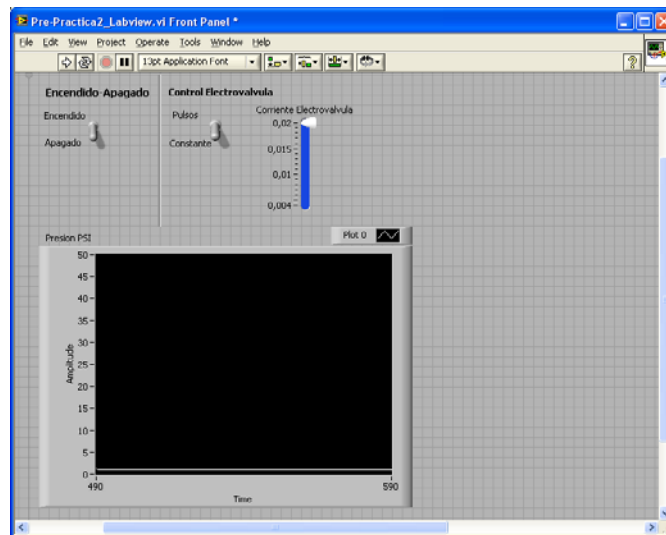 Pre-Practica2_Labview.vi Front Panel *
File Edit View Project Operate Tools Window Help
13pt Application Font
Encendido-Apagado
Control Electrovalvula
Encendido
Apagado
Pulsos
Constante
Corriente Electrovalvula
0,02
0,015
0,01
0,004
Presion PSI
Plot 0
50
45
40
35
30
25
20
15
10
5
0
Amplitude
490
590
Time